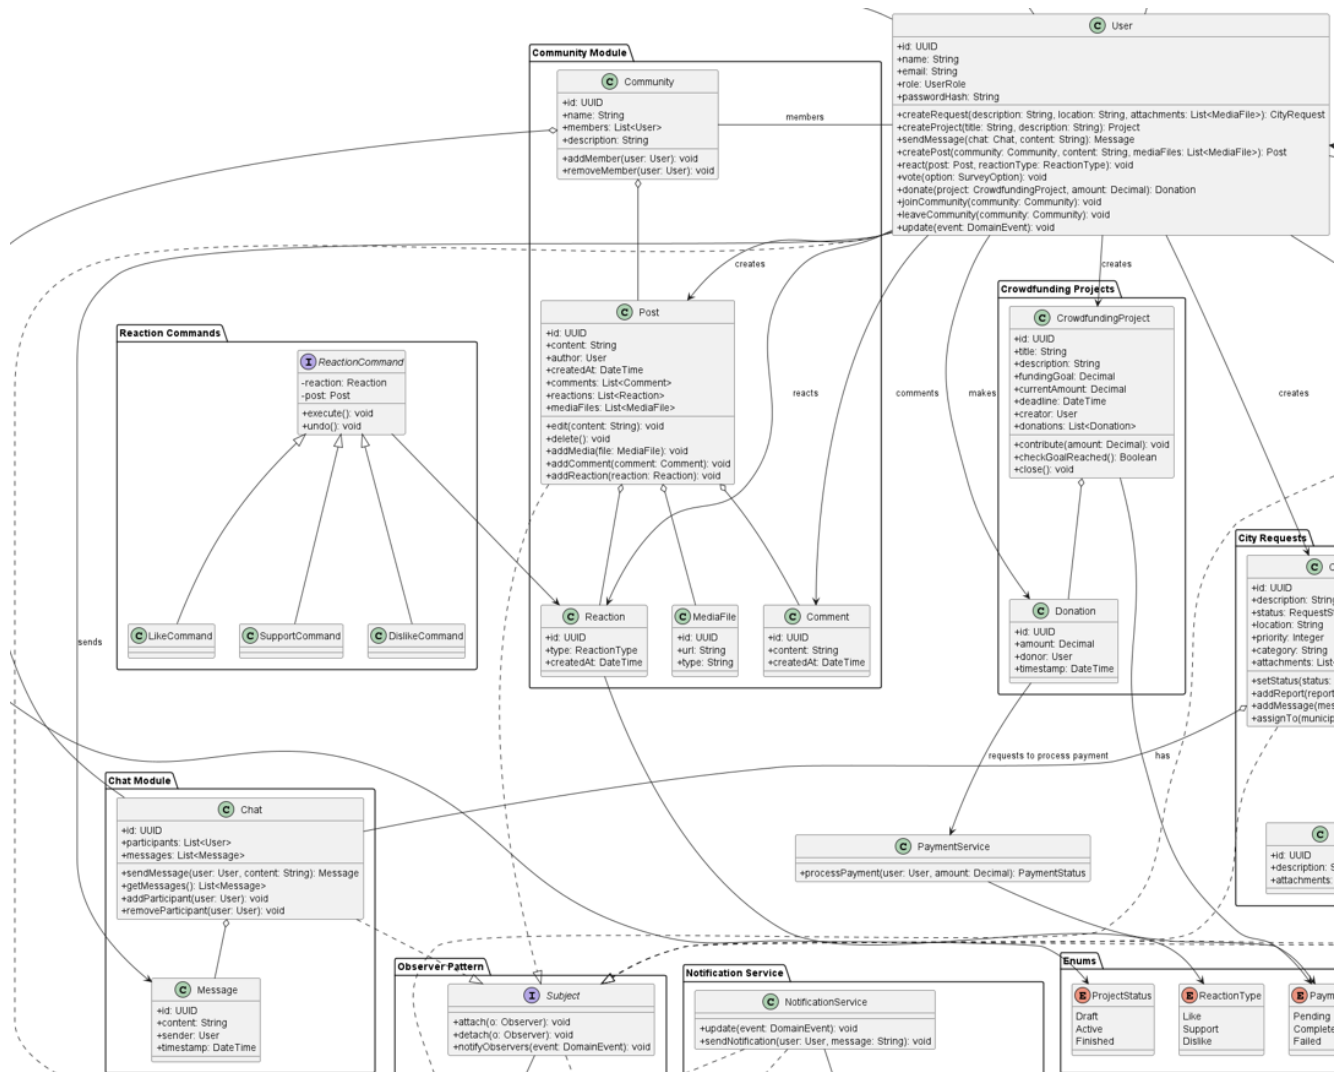 C User
+id: UUID
+name: String
+email: String
+role: UserRole
+passwordHash: String
+createRequest(description: String, location: String, attachments: List<MediaFile>): CityRequest
+createProject(title: String, description: String): Project
+sendMessage(chat: Chat, content: String): Message
+createPost(community: Community, content: String, mediaFiles: List<MediaFile>): Post
+react(post: Post, reactionType: ReactionType): void
+vote(option: SurveyOption): void
+donate(project: CrowdfundingProject, amount: Decimal): Donation
+joinCommunity(community: Community): void
+leaveCommunity(community: Community): void
+update(event: DomainEvent): void
Community Module
C Community
+id: UUID
+name: String
+members: List<User>
+description: String
+addMember(user: User): void
+removeMember(user: User): void
members
creates
C Post
+id: UUID
+content: String
+author: User
+createdAt: DateTime
+comments: List<Comment>
+reactions: List<Reaction>
+mediaFiles: List<MediaFile>
+edit(content: String): void
+delete(): void
+addMedia(file: MediaFile): void
+addComment(comment: Comment): void
+addReaction(reaction: Reaction): void
reacts
comments
makes
creates
creates
C Reaction
+id: UUID
+type: ReactionType
+createdAt: DateTime
C MediaFile
+id: UUID
+url: String
+type: String
C Comment
+id: UUID
+content: String
+createdAt: DateTime
Reaction Commands
I ReactionCommand
-reaction: Reaction
-post: Post
+execute(): void
+undo(): void
C LikeCommand
C SupportCommand
C DislikeCommand
sends
Crowdfunding Projects
C CrowdfundingProject
+id: UUID
+title: String
+description: String
+fundingGoal: Decimal
+currentAmount: Decimal
+deadline: DateTime
+creator: User
+donations: List<Donation>
+contribute(amount: Decimal): void
+checkGoalReached(): Boolean
+close(): void
C Donation
+id: UUID
+amount: Decimal
+donor: User
+timestamp: DateTime
City Requests
C
+id: UUID
+description: String
+status:
+location: String
+priority: Integer
+category: String
+attachments:
+setStatus(status:
+addReport(report
+addMessage(
+assignTo(
requests to process payment
has
C
+id: UUID
+description:
+attachments:
Chat Module
C Chat
+id: UUID
+participants: List<User>
+messages: List<Message>
+sendMessage(user: User, content: String): Message
+getMessages(): List<Message>
+addParticipant(user: User): void
+removeParticipant(user: User): void
C Message
+id: UUID
+content: String
+sender: User
+timestamp: DateTime
C PaymentService
+processPayment(user: User, amount: Decimal): PaymentStatus
Observer Pattern
I Subject
+attach(o: Observer): void
+detach(o: Observer): void
+notifyObservers(event: DomainEvent): void
Notification Service
C NotificationService
+update(event: DomainEvent): void
+sendNotification(user: User, message: String): void
Enums
E ProjectStatus
Draft
Active
Finished
E ReactionType
Like
Support
Dislike
E
Pending
Failed